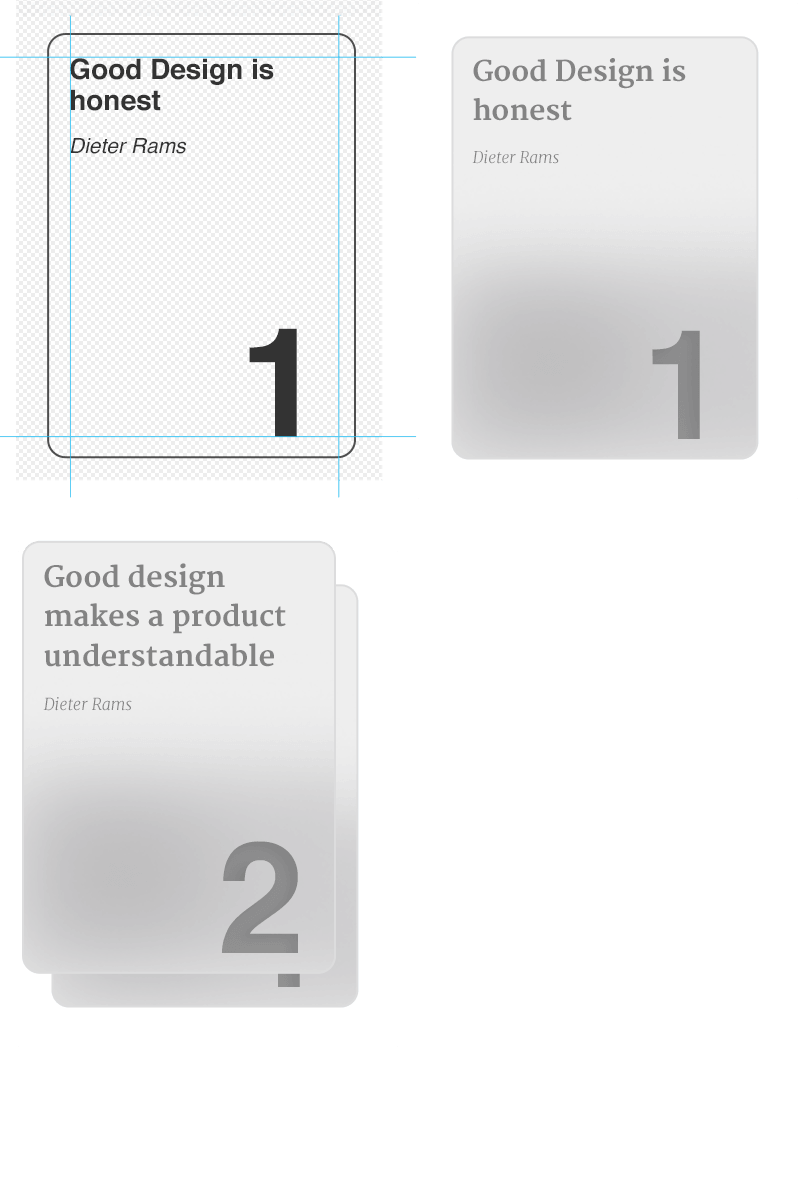 Good Design is
honest
Dieter Rams
1
Good Design is
honest
Dieter Rams
1
Good design
makes a product
understandable
Dieter Rams
2